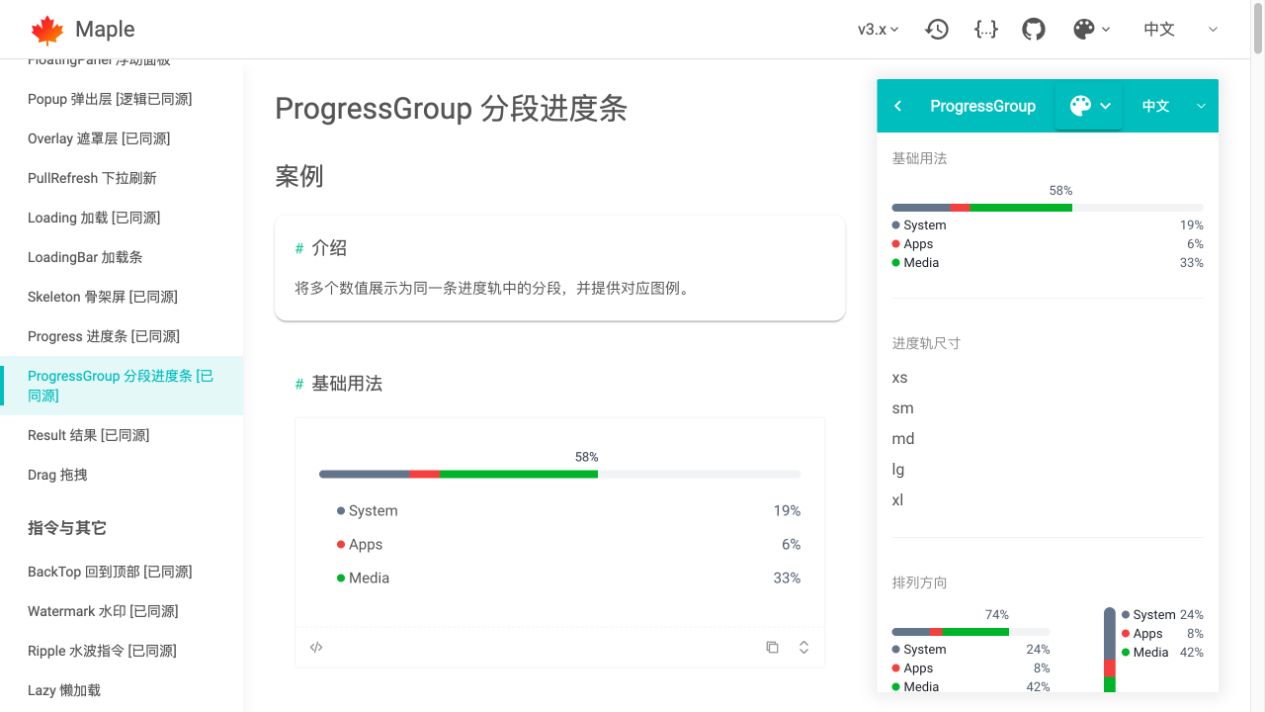 Maple
v3.x
{...}
中文
FloatingPanel 浮动面板
Popup 弹出层 [逻辑已同源]
Overlay 遮罩层 [已同源]
PullRefresh 下拉刷新
Loading 加载 [已同源]
LoadingBar 加载条
Skeleton 骨架屏 [已同源]
Progress 进度条 [已同源]
ProgressGroup 分段进度条 [已
同源]
Result 结果 [已同源]
Drag 拖拽
指令与其它
BackTop 回到顶部 [已同源]
Watermark 水印 [已同源]
Ripple 水波指令 [已同源]
Lazy 懒加载
ProgressGroup 分段进度条
案例
# 介绍
将多个数值展示为同一条进度轨中的分段，并提供对应图例。
# 基础用法
58%
System 19%
Apps 6%
Media 33%
ProgressGroup
中文
基础用法
58%
System 19%
Apps 6%
Media 33%
进度轨尺寸
xs
sm
md
lg
xl
排列方向
74%
System 24%
Apps 8%
Media 42%
System 24%
Apps 8%
Media 42%